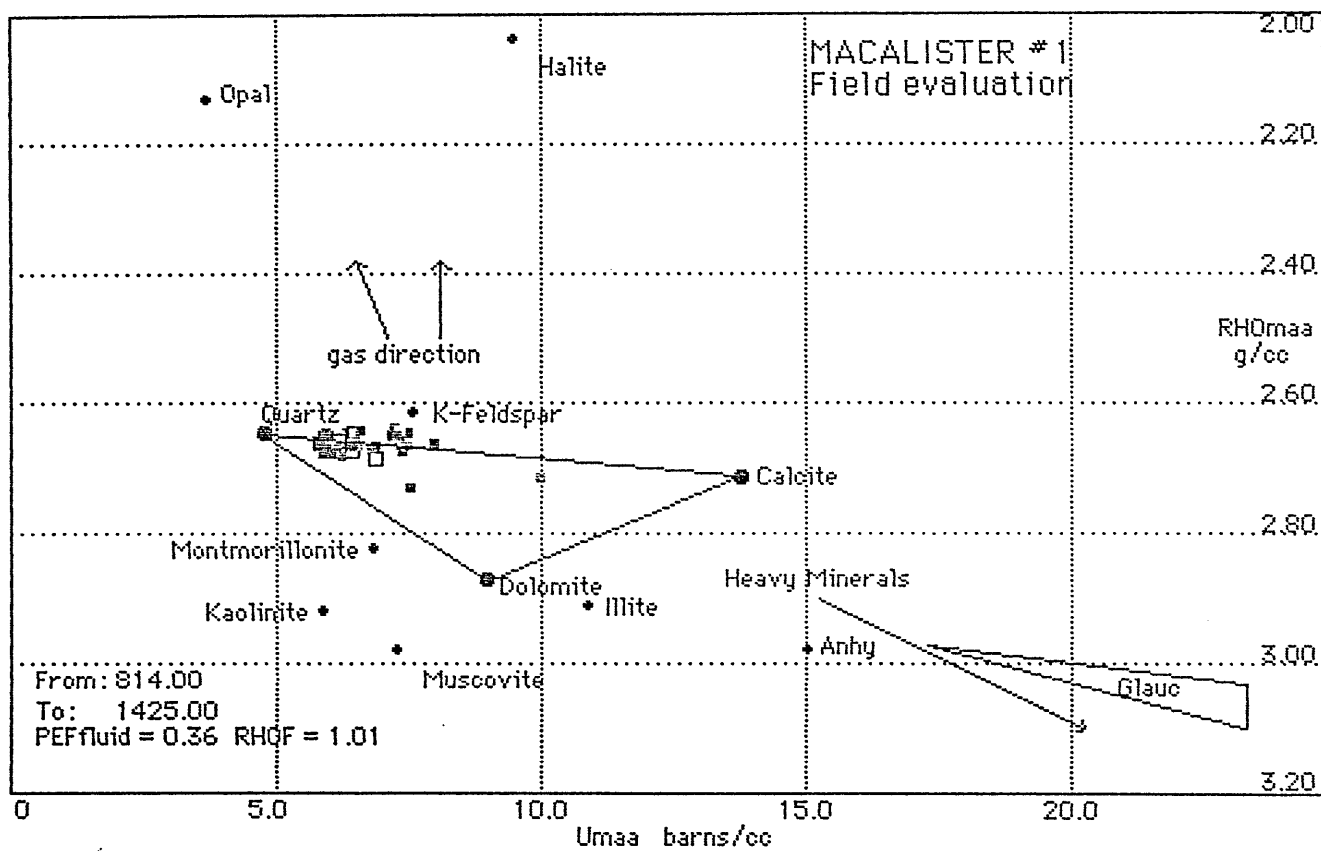 2.00
MACALISTER #1
Field evaluation
Halite
Opal
2.20
2.40
RHOmaa
g/cc
gas direction
2.60
Quartz
K-Feldspar
Calcite
2.80
Montmorillonite
Dolomite
Heavy Minerals
Kaolinite
Illite
Anhy
3.00
Muscovite
Glauc
From: 814.00
To: 1425.00
PEFfluid = 0.36 RHOF = 1.01
3.20
0 5.0 10.0 15.0 20.0
Umaa barns/cc